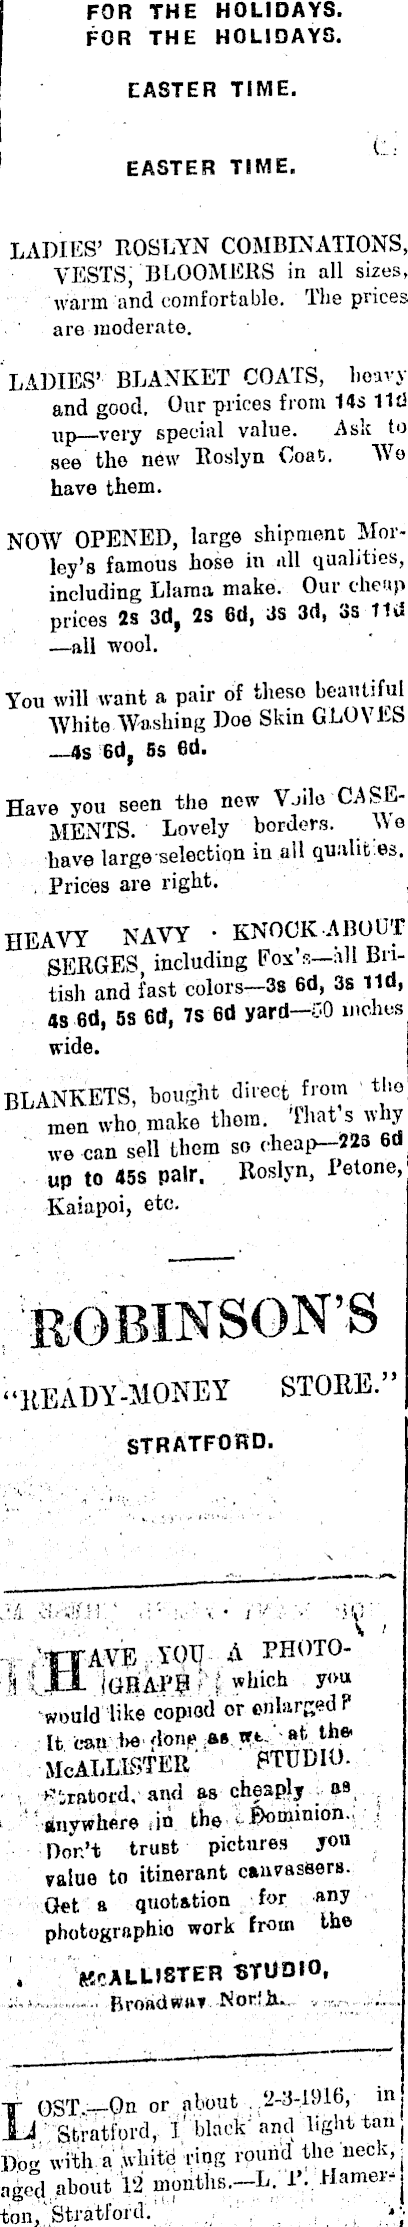 FOR THE HOLIDAYS.
FOR THE HOLIDAYS.
EASTER TIME.
EASTER TIME.
LADIES' ROSLYN COMBINATIONS,
VESTS, BLOOMERS in all sizes,
warm and comfortable. The prices
are moderate.
LADIES' BLANKET COATS, heavy
and good. Our prices from 14s 11d
up—very special value. Ask to
see the new Roslyn Coat. We
have them.
NOW OPENED, large shipment Mor-
ley's famous hose in all qualities,
including Llama make. Our cheap
prices 2s 3d, 2s 6d, 3s 3d, 3s 11d
—all wool.
You will want a pair of these beautiful
White Washing Doe Skin GLOVES
—4s 6d, 5s 6d.
Have you seen the new Voile CASE-
MENTS. Lovely borders. We
have large selection in all qualities.
Prices are right.
HEAVY NAVY KNOCK-ABOUT
SERGES, including Fox's—all Bri-
tish and fast colors—3s 6d, 3s 11d,
4s 6d, 5s 6d, 7s 6d yard—50 inches
wide.
BLANKETS, bought direct from the
men who make them. That's why
we can sell them so cheap—22s 6d
up to 45s pair. Roslyn, Petone,
Kaiapoi, etc.
ROBINSON'S
"READY-MONEY STORE."
STRATFORD.
HAVE YOU A PHOTO-
GRAPH which you
would like copied or enlarged?
It can be done as we. at the
McALLISTER STUDIO.
Stratord, and as cheaply as
anywhere in the Dominion.
Don't trust pictures you
value to itinerant canvassers.
Get a quotation for any
photographic work from the
McALLISTER STUDIO,
Broadway North.
LOST.—On or about 2-3-1916, in
Stratford, 1 black and light tan
Dog with a white ring round the neck,
aged about 12 months.—L. P. Hamer-
ton, Stratford.